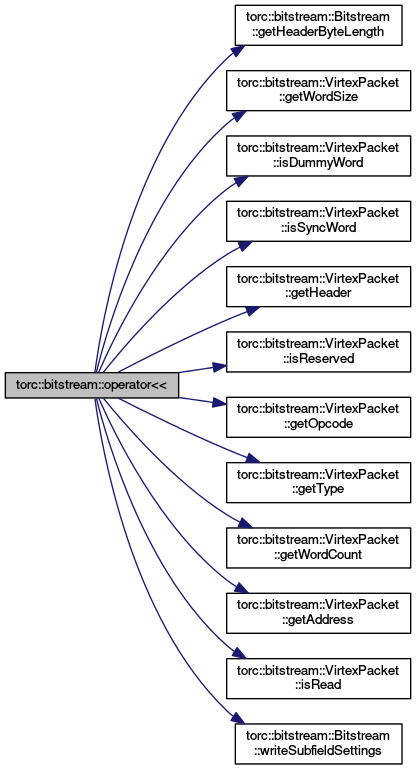 torc::bitstream::Bitstream
::getHeaderByteLength
torc::bitstream::VirtexPacket
::getWordSize
torc::bitstream::VirtexPacket
::isDummyWord
torc::bitstream::VirtexPacket
::isSyncWord
torc::bitstream::VirtexPacket
::getHeader
torc::bitstream::VirtexPacket
::isReserved
torc::bitstream::operator<<
torc::bitstream::VirtexPacket
::getOpcode
torc::bitstream::VirtexPacket
::getType
torc::bitstream::VirtexPacket
::getWordCount
torc::bitstream::VirtexPacket
::getAddress
torc::bitstream::VirtexPacket
::isRead
torc::bitstream::Bitstream
::writeSubfieldSettings